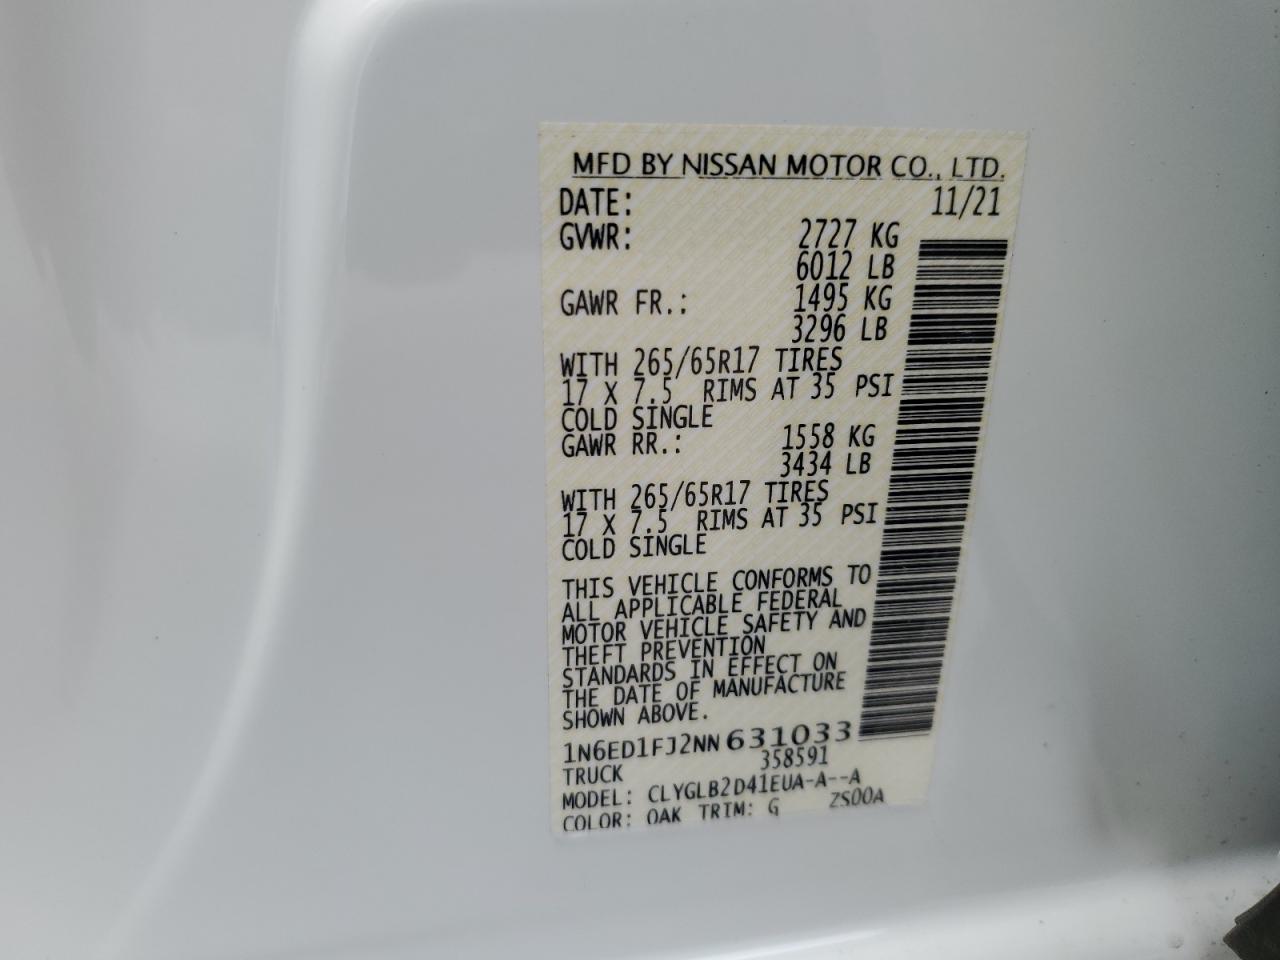 MFD BY NISSAN MOTOR CO., LTD.
DATE: 11/21
GVWR: 2727 KG
6012 LB
GAWR FR.: 1495 KG
3296 LB
WITH 265/65R17 TIRES
17 X 7.5 RIMS AT 35 PSI
COLD SINGLE
GAWR RR.: 1558 KG
3434 LB
WITH 265/65R17 TIRES
17 X 7.5 RIMS AT 35 PSI
COLD SINGLE
THIS VEHICLE CONFORMS TO
ALL APPLICABLE FEDERAL
MOTOR VEHICLE SAFETY AND
THEFT PREVENTION
STANDARDS IN EFFECT ON
THE DATE OF MANUFACTURE
SHOWN ABOVE.
1N6ED1FJ2NN631033
TRUCK 358591
MODEL: CLYGLB2D41EUA-A--A
COLOR: QAK TRIM: G ZS00A